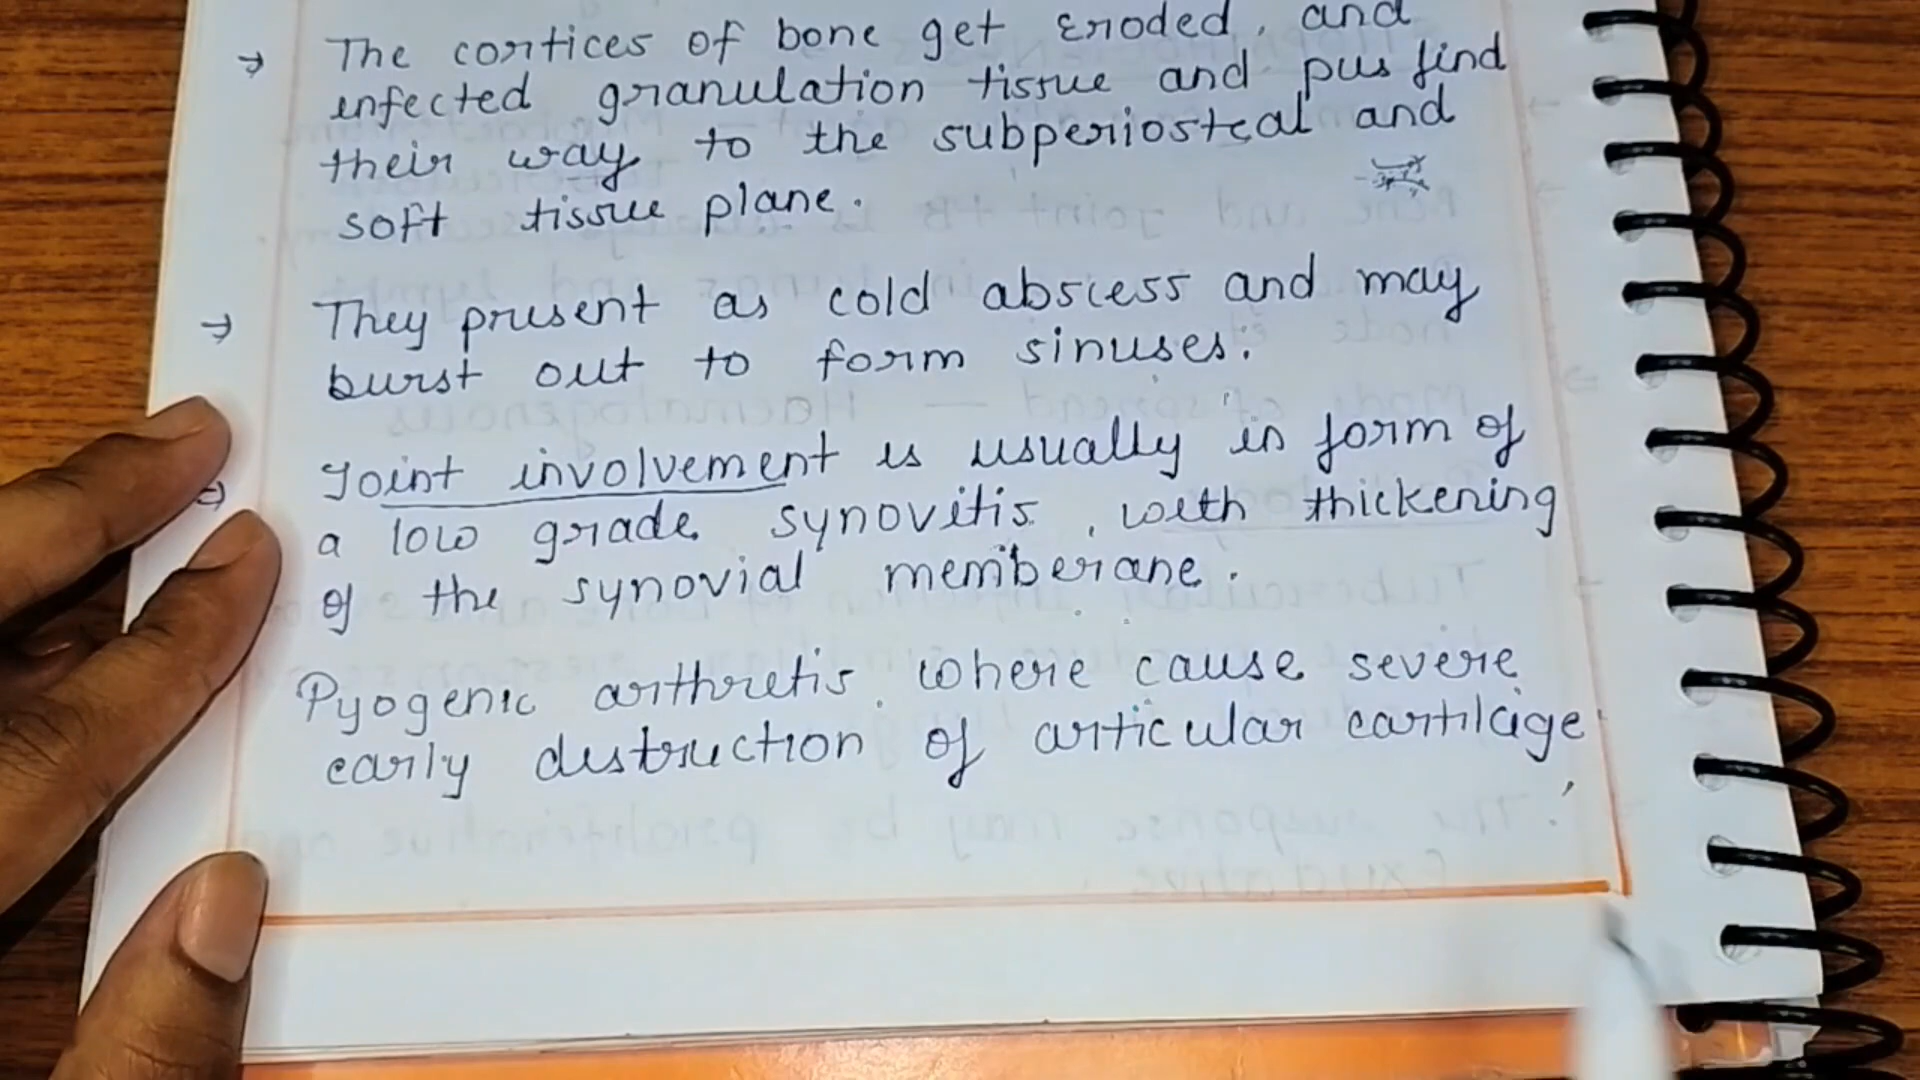 → The cortices of bone get eroded, and
infected granulation tissue and pus find
their way to the subperiosteal and
soft tissue plane.
→ They present as cold abscess and may
burst out to form sinuses.
⇒ Joint involvement is usually in form of
a low grade synovitis, with thickening
of the synovial memberane.
Pyogenic arthretis where cause severe
early destruction of articular cartilage